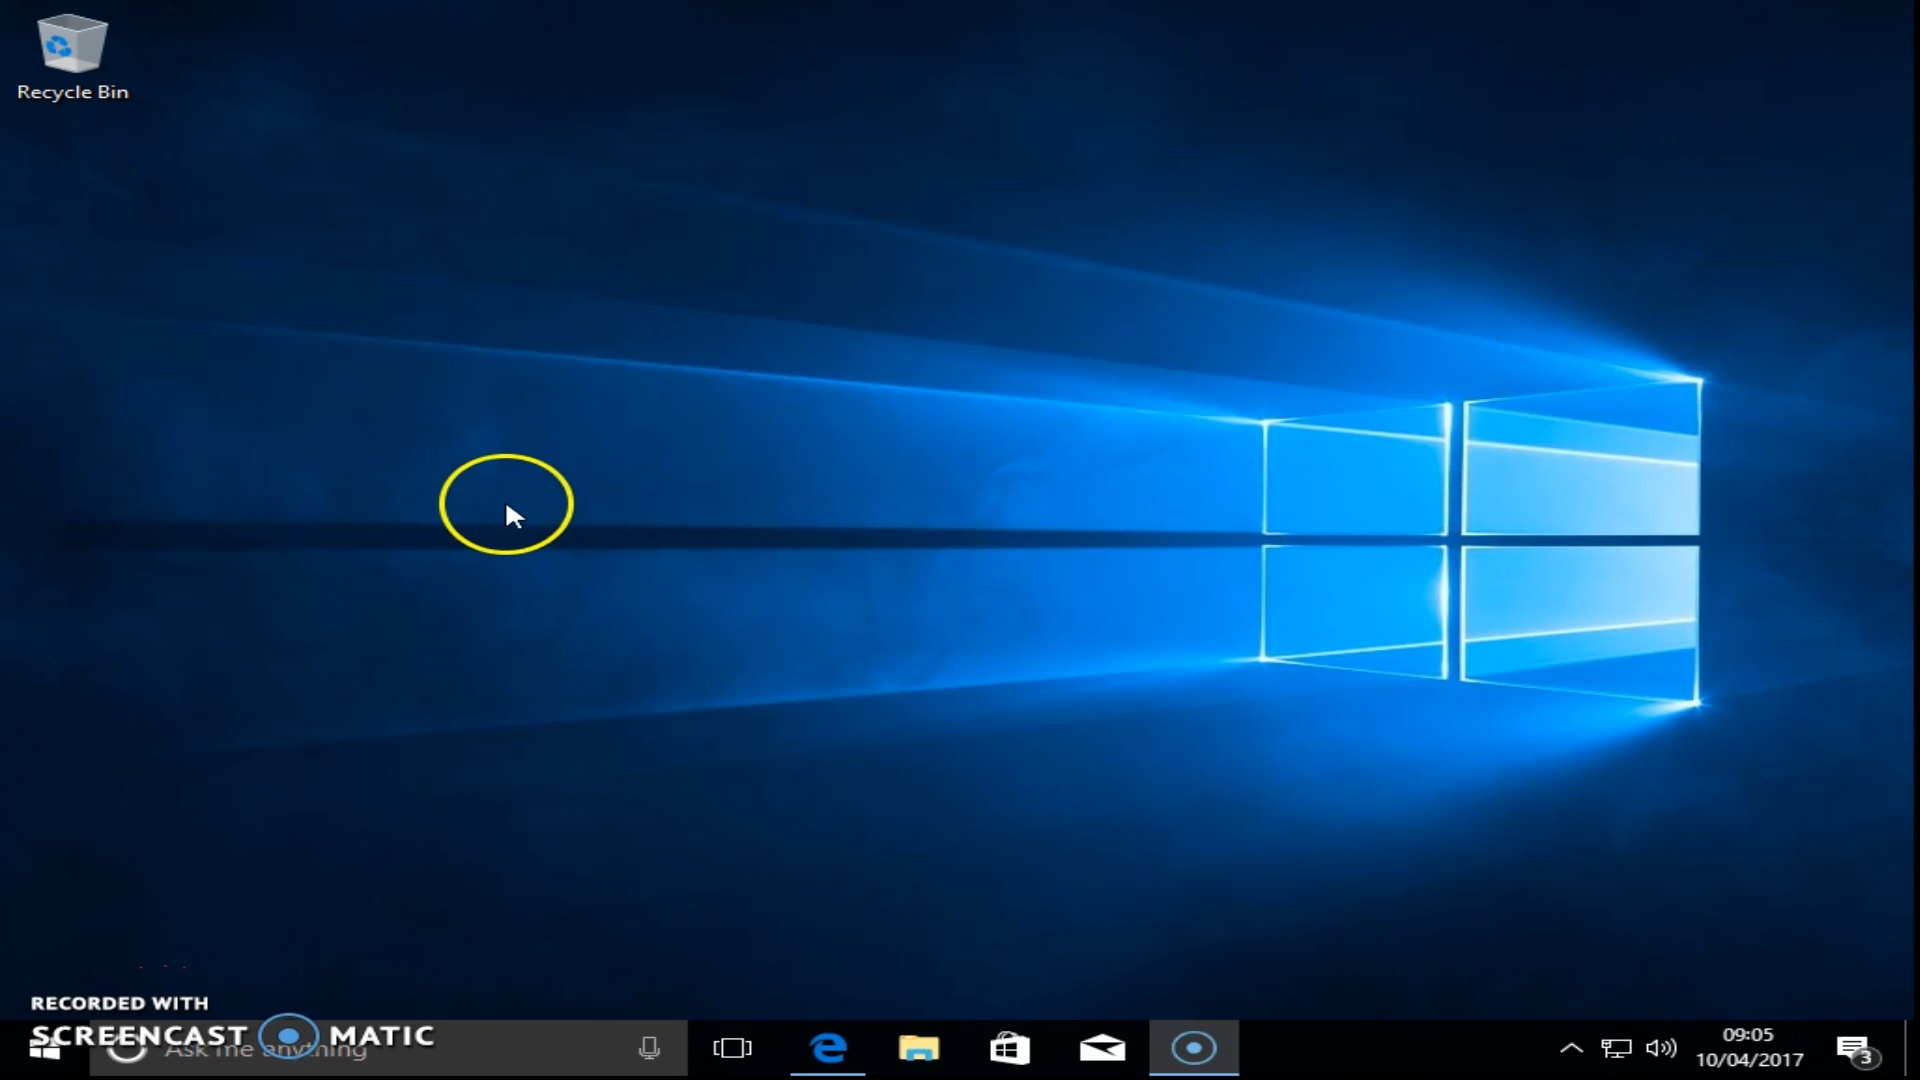 Recycle Bin
RECORDED WITH
SCREENCAST MATIC
Ask me anything
09:05
10/04/2017
3